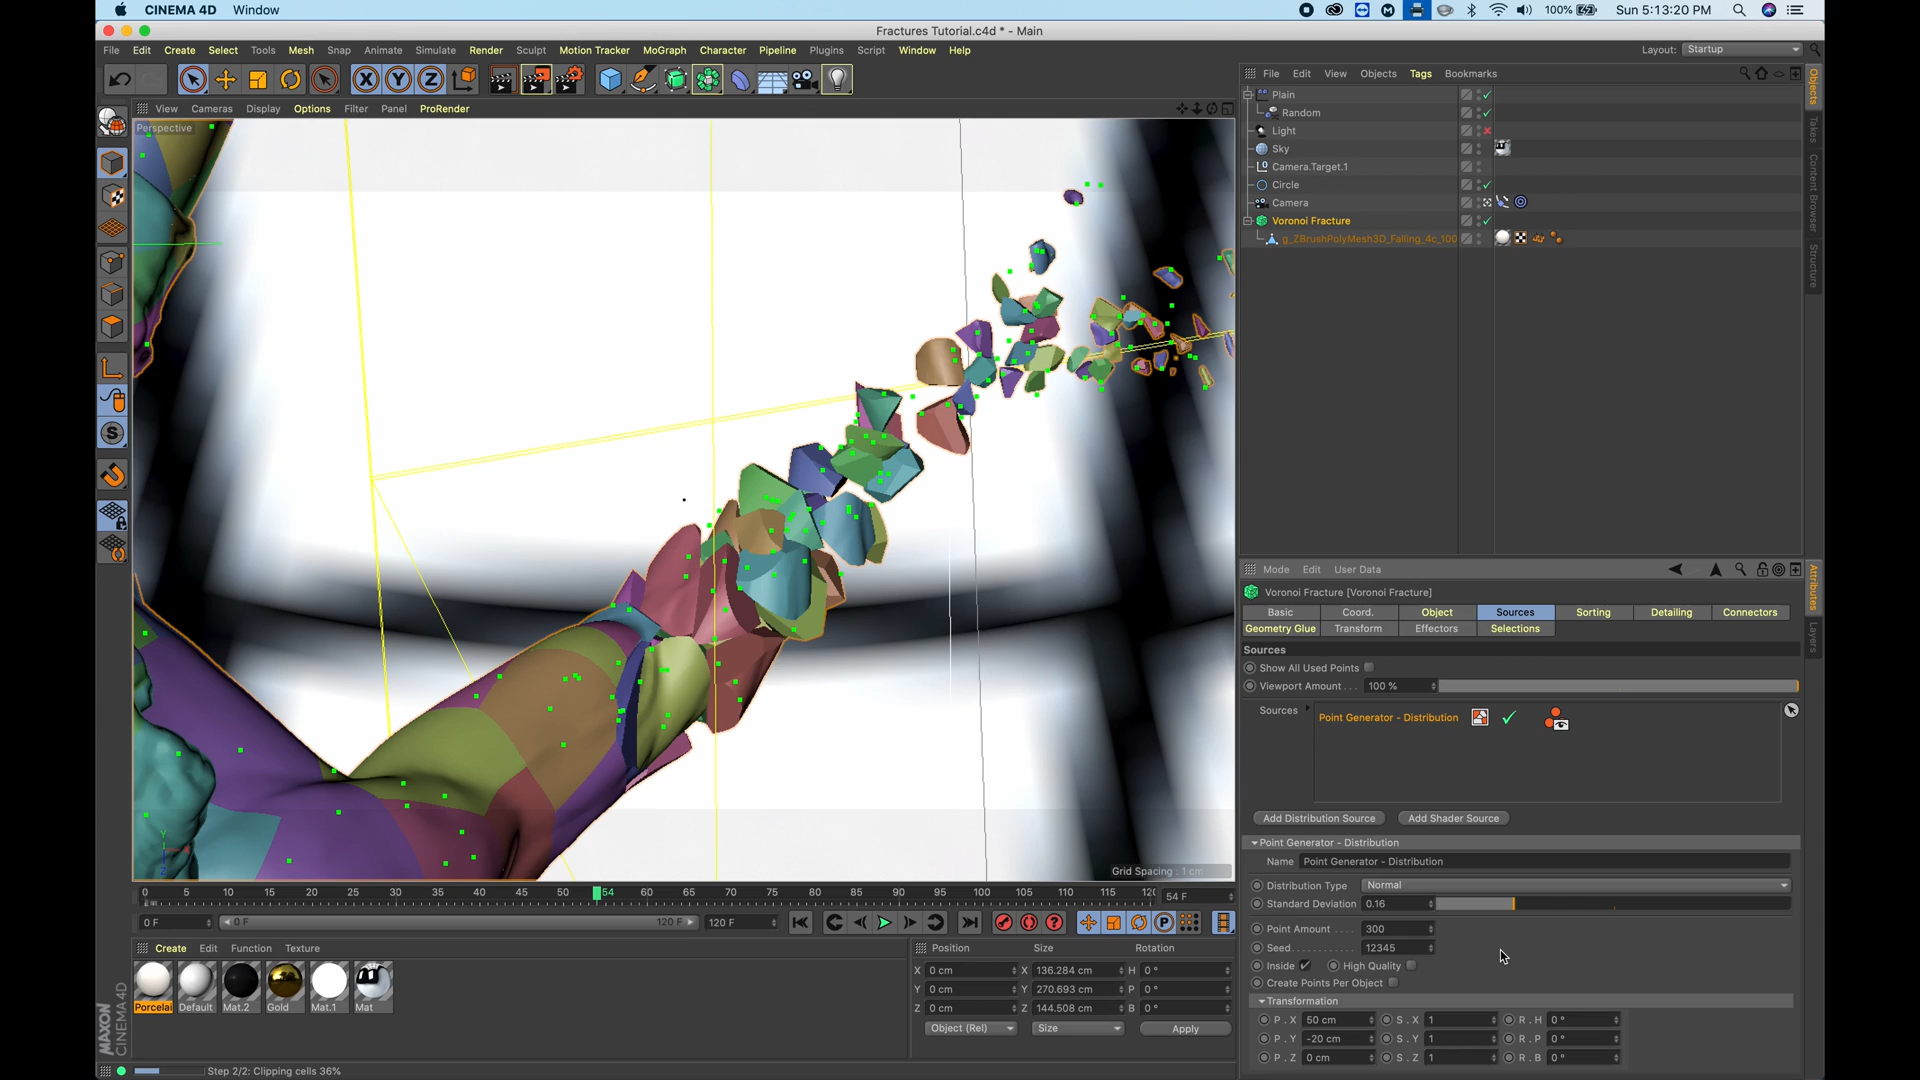 CINEMA 4D Window 100% Sun 5:13:20 PM
Fractures Tutorial.c4d * - Main
File Edit Create Select Tools Mesh Snap Animate Simulate Render Sculpt Motion Tracker MoGraph Character Pipeline Plugins Script Window Help Layout: Startup
File Edit View Objects Tags Bookmarks
View Cameras Display Options Filter Panel ProRender
Perspective
Plain
Random
Light
Sky
Camera.Target.1
Circle
Camera
Voronoi Fracture
g_ZBrushPolyMesh3D_Falling_4c_100
Objects
Takes
Content Browser
Structure
Mode Edit User Data
Voronoi Fracture [Voronoi Fracture]
Basic Coord. Object Sources Sorting Detailing Connectors
Geometry Glue Transform Effectors Selections
Attributes
Layers
Sources
Show All Used Points
Viewport Amount . . . 100 %
Sources Point Generator - Distribution
Add Distribution Source Add Shader Source
Point Generator - Distribution
Name Point Generator - Distribution
Distribution Type Normal
Standard Deviation 0.16
Point Amount . . . . 300
Seed. . . . . . . . . . . 12345
Inside High Quality
Create Points Per Object
Transformation
P . X 50 cm S . X 1 R . H 0 °
P . Y -20 cm S . Y 1 R . P 0 °
P . Z 0 cm S . Z 1 R . B 0 °
Grid Spacing : 1 cm
0 5 10 15 20 25 30 35 40 45 50 54 60 65 70 75 80 85 90 95 100 105 110 115 120 54 F
0 F 0 F 120 F 120 F
Create Edit Function Texture
Porcelai Default Mat.2 Gold Mat.1 Mat
Position Size Rotation
X 0 cm X 136.284 cm H 0 °
Y 0 cm Y 270.693 cm P 0 °
Z 0 cm Z 144.508 cm B 0 °
Object (Rel) Size Apply
MAXON CINEMA 4D
Step 2/2: Clipping cells 36%